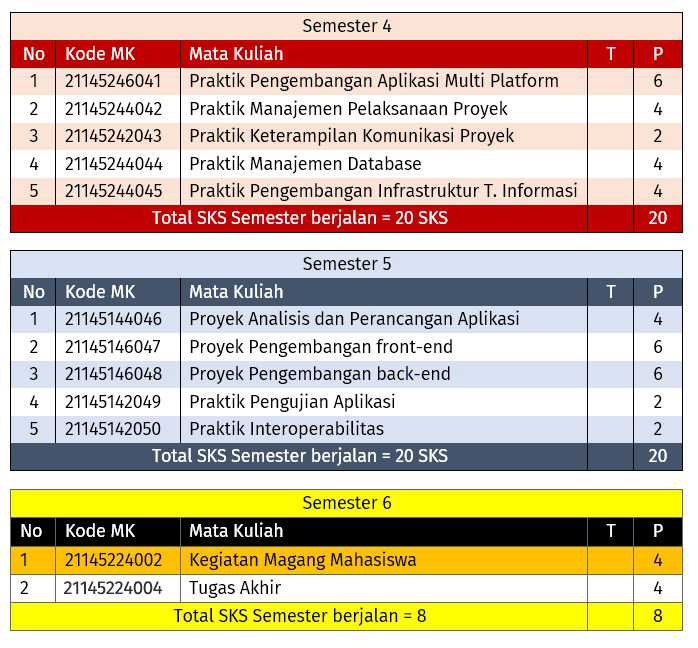 Semester 4
No Kode MK Mata Kuliah T P
1 21145246041 Praktik Pengembangan Aplikasi Multi Platform 6
2 21145244042 Praktik Manajemen Pelaksanaan Proyek 4
3 21145242043 Praktik Keterampilan Komunikasi Proyek 2
4 21145244044 Praktik Manajemen Database 4
5 21145244045 Praktik Pengembangan Infrastruktur T. Informasi 4
Total SKS Semester berjalan = 20 SKS 20
Semester 5
No Kode MK Mata Kuliah T P
1 21145144046 Proyek Analisis dan Perancangan Aplikasi 4
2 21145146047 Proyek Pengembangan front-end 6
3 21145146048 Proyek Pengembangan back-end 6
4 21145142049 Praktik Pengujian Aplikasi 2
5 21145142050 Praktik Interoperabilitas 2
Total SKS Semester berjalan = 20 SKS 20
Semester 6
No Kode MK Mata Kuliah T P
1 21145224002 Kegiatan Magang Mahasiswa 4
2 21145224004 Tugas Akhir 4
Total SKS Semester berjalan = 8 8